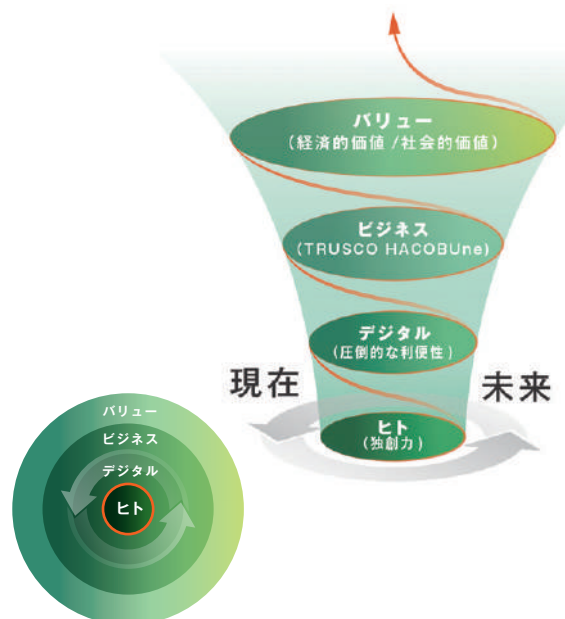 バリュー
(経済的価値/社会的価値)
ビジネス
(TRUSCO HACOBUne)
デジタル
(圧倒的な利便性)
現在
未来
ヒト
(独創力)
バリュー
ビジネス
デジタル
ヒト